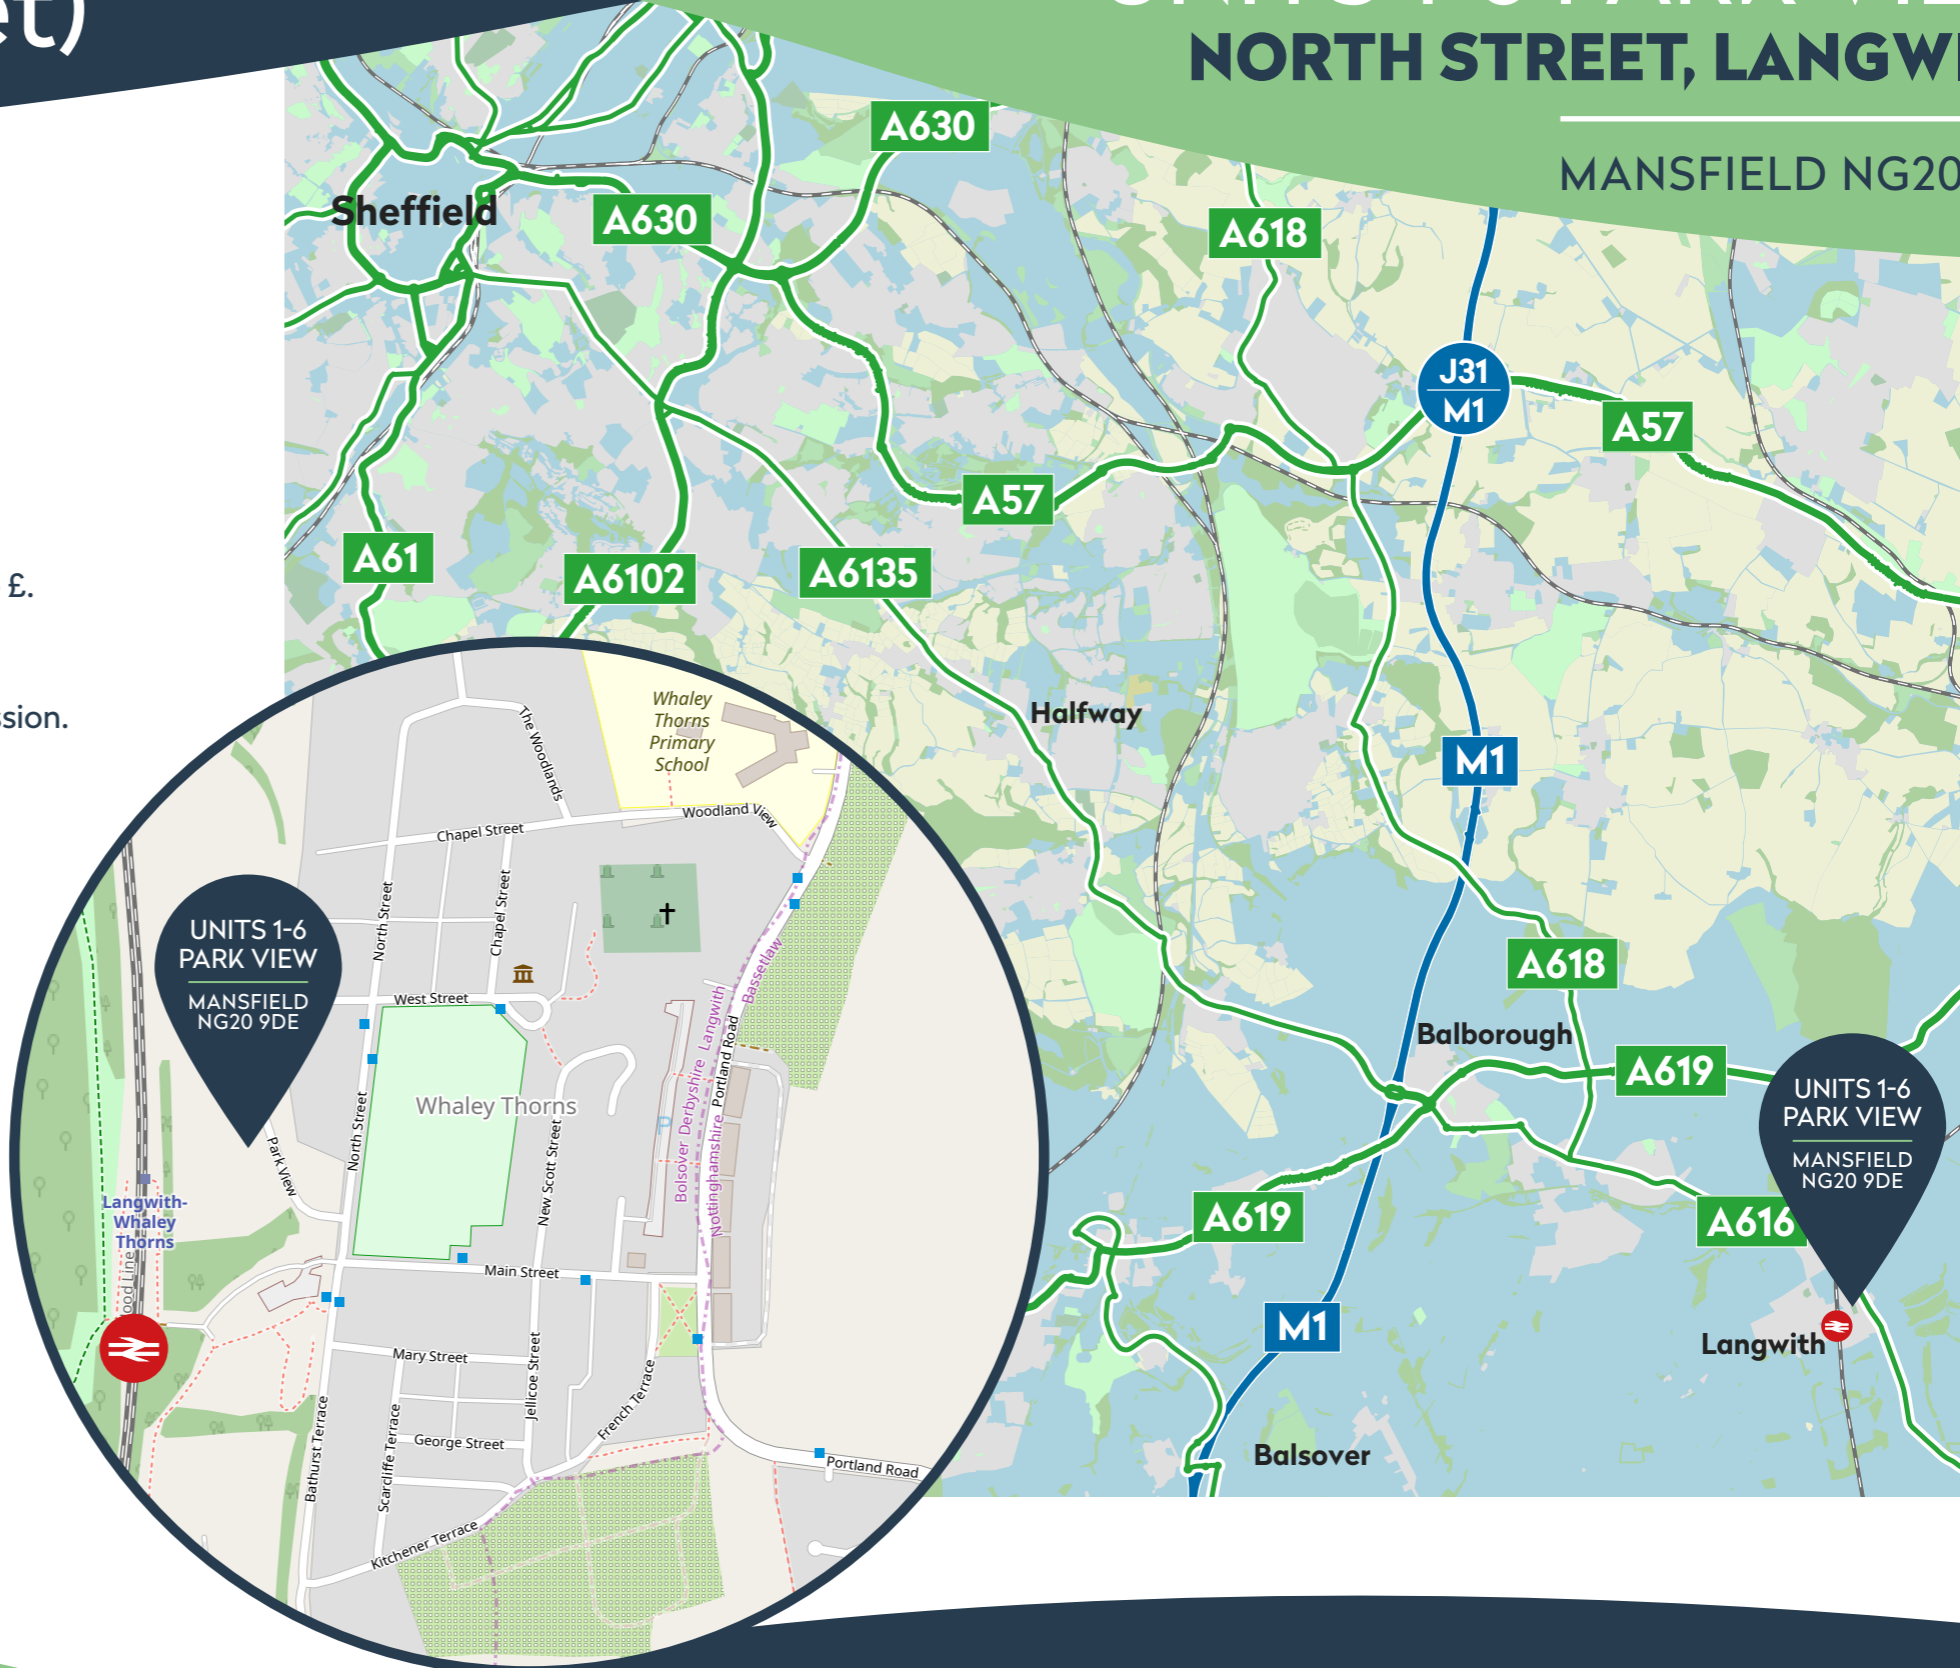 NORTH STREET,
MANSFIELD
£.
A630
Sheffield
A630
A618
J31
M1
A57
A57
A61
A6102
A6135
Halfway
M1
A618
Balborough
A619
UNITS 1-6
PARK VIEW
MANSFIELD
NG20 9DE
A619
A616
M1
Langwith
Balsover
Whaley
Thorns
Primary
School
The Woodlands
Woodland View
Chapel Street
North Street
Chapel Street
UNITS 1-6
PARK VIEW
MANSFIELD
NG20 9DE
West Street
Bassetlaw
Langwith
Portland Road
Bolsover Derbyshire
Nottinghamshire
Whaley Thorns
North Street
Park View
New Scott Street
P
Langwith-
Whaley
Thorns
Line
Main Street
Mary Street
Jellicoe Street
French Terrace
George Street
Bathurst Terrace
Scarcliffe Terrace
Portland Road
Kitchener Terrace